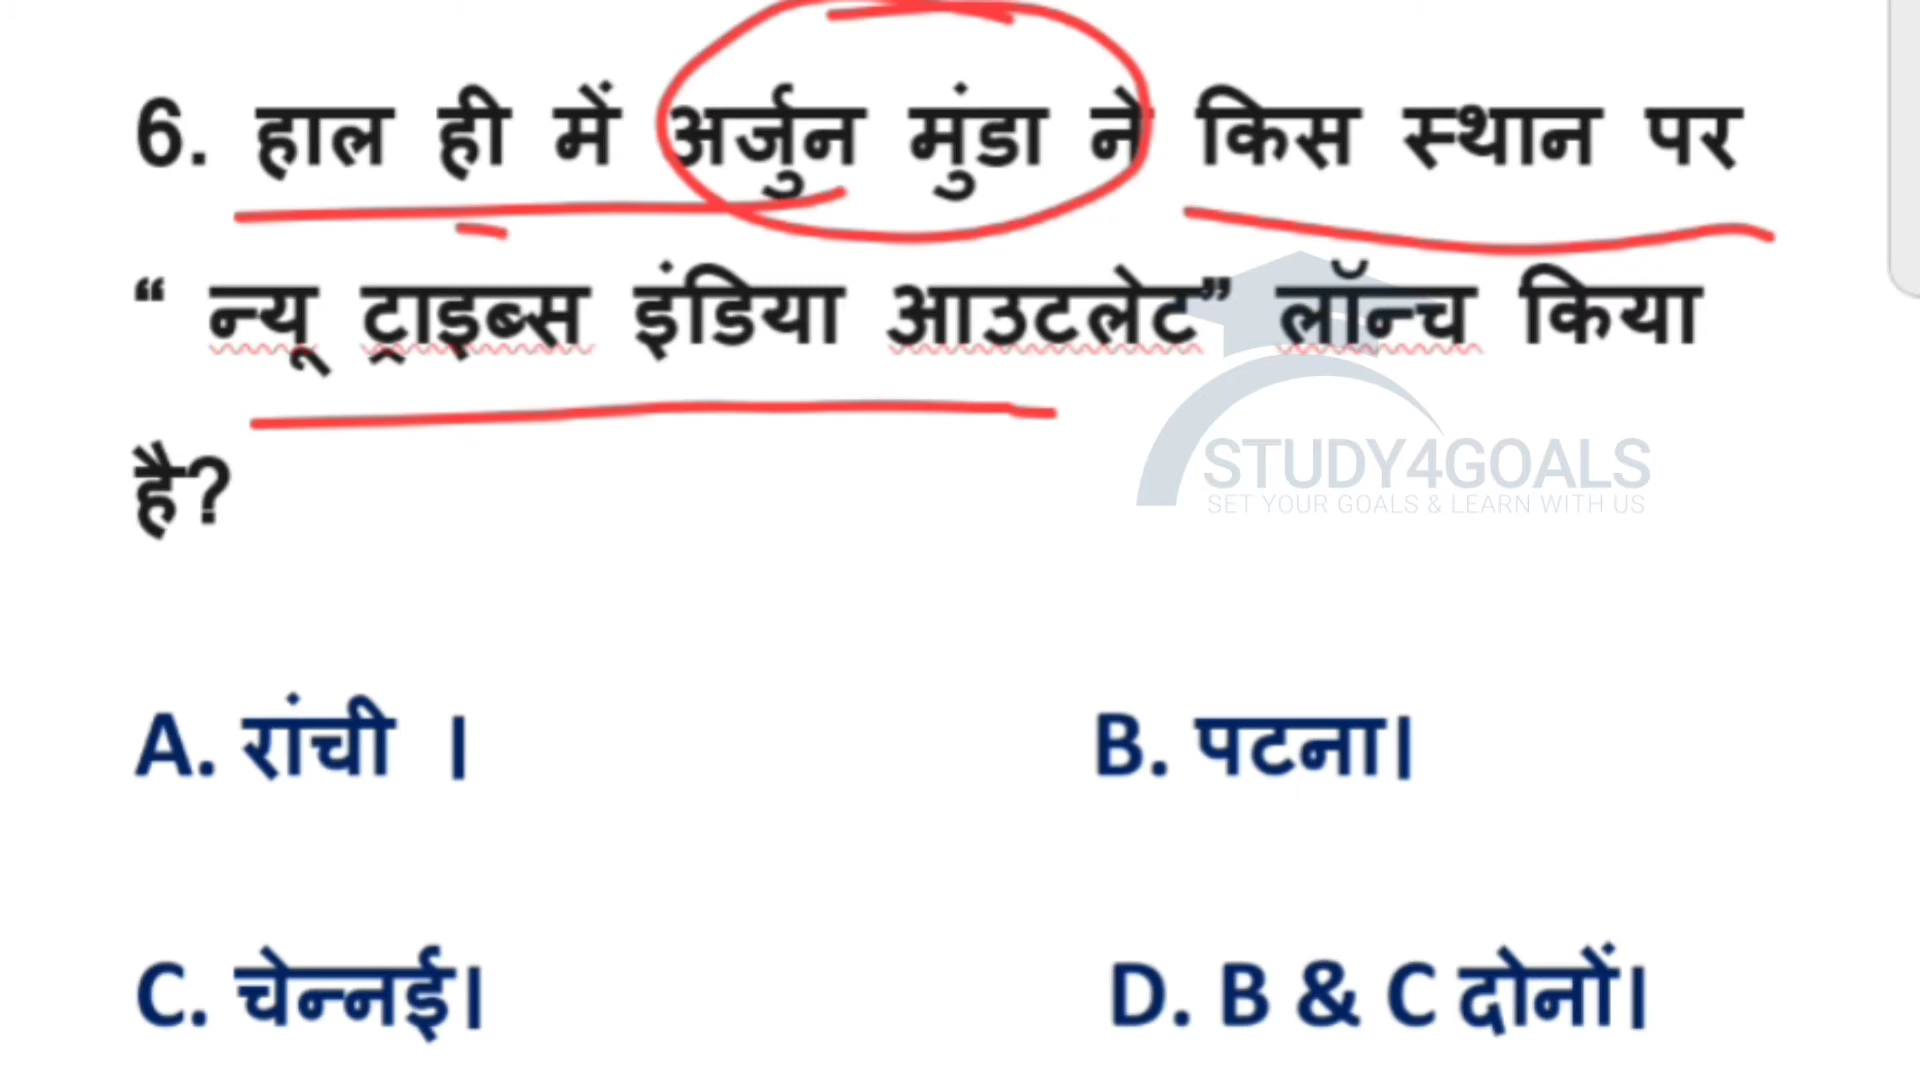 6. हाल ही में अर्जुन मुंडा ने किस स्थान पर
“ न्यू ट्राइब्स इंडिया आउटलेट” लॉन्च किया
है?
STUDY4GOALS
SET YOUR GOALS & LEARN WITH US
A. रांची ।
B. पटना।
C. चेन्नई।
D. B & C दोनों।